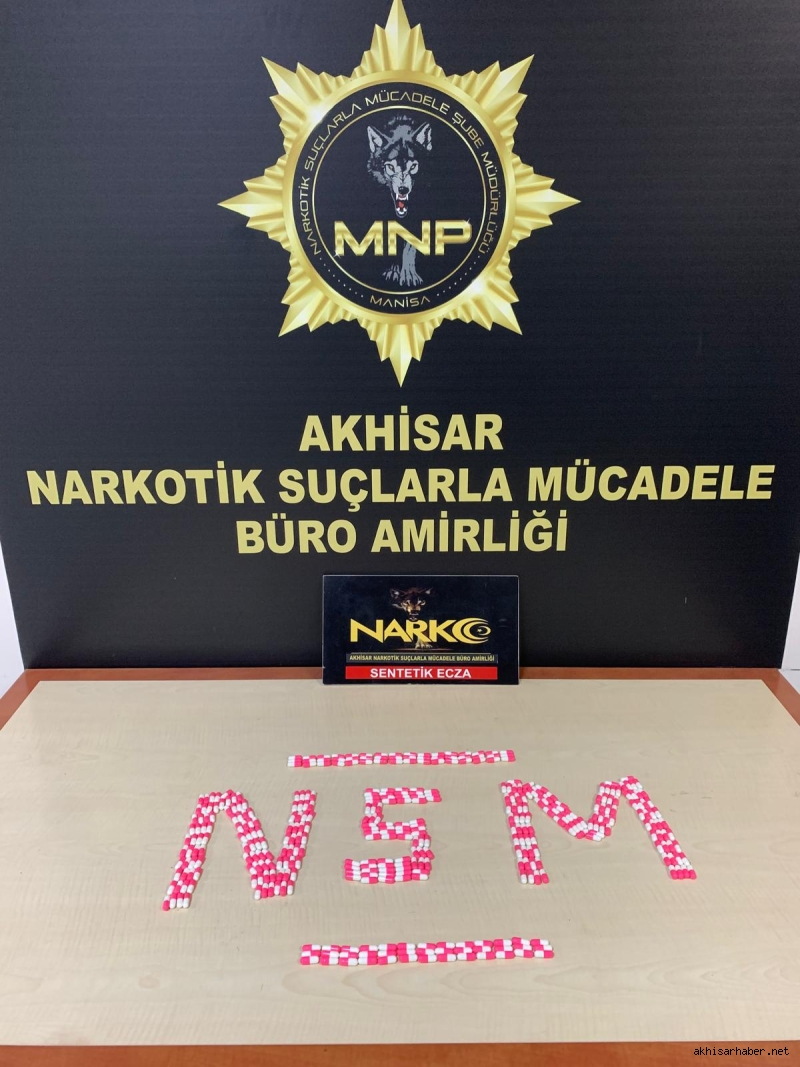 NARKOTİK SUÇLARLA MÜCADELE ŞUBE MÜDÜRLÜĞÜ
MNP
MANİSA
AKHİSAR
NARKOTİK SUÇLARLA MÜCADELE
BÜRO AMİRLİĞİ
NARKO
AKHİSAR NARKOTİK SUÇLARLA MÜCADELE BÜRO AMİRLİĞİ
SENTETİK ECZA
NSM
akhisarhaber.net